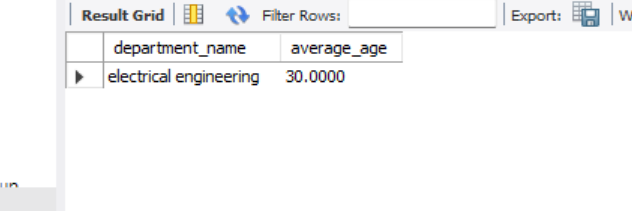 Result Grid Filter Rows: Export: W
department_name average_age
electrical engineering 30.0000